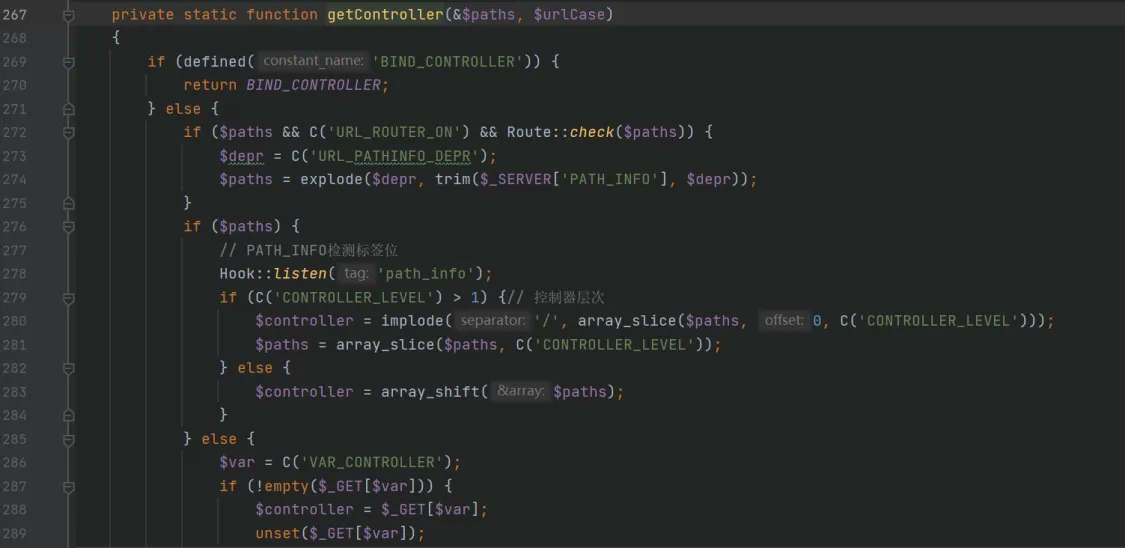 267 private static function getController(&$paths, $urlCase)
268 {
269 if (defined( constant_name: 'BIND_CONTROLLER')) {
270 return BIND_CONTROLLER;
271 } else {
272 if ($paths && C('URL_ROUTER_ON') && Route::check($paths)) {
273 $depr = C('URL_PATHINFO_DEPR');
274 $paths = explode($depr, trim($_SERVER['PATH_INFO'], $depr));
275 }
276 if ($paths) {
277 // PATH_INFO检测标签位
278 Hook::listen( tag: 'path_info');
279 if (C('CONTROLLER_LEVEL') > 1) {// 控制器层次
280 $controller = implode( separator: '/', array_slice($paths, offset: 0, C('CONTROLLER_LEVEL')));
281 $paths = array_slice($paths, C('CONTROLLER_LEVEL'));
282 } else {
283 $controller = array_shift( &array: $paths);
284 }
285 } else {
286 $var = C('VAR_CONTROLLER');
287 if (!empty($_GET[$var])) {
288 $controller = $_GET[$var];
289 unset($_GET[$var]);